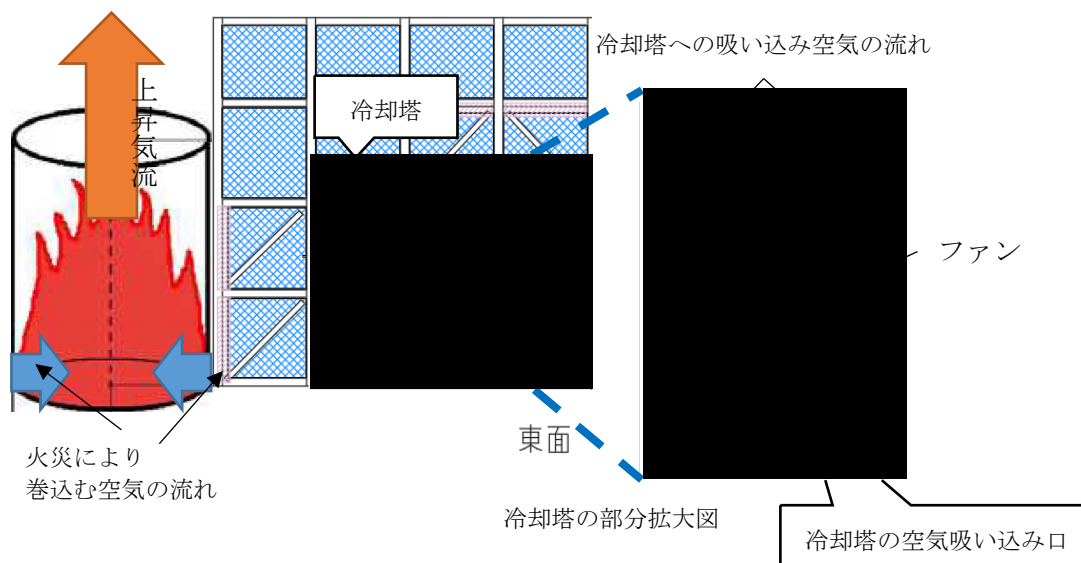 上昇気流
冷却塔への吸い込み空気の流れ
冷却塔
ファン
東面
火災により
巻込む空気の流れ
冷却塔の部分拡大図
冷却塔の空気吸い込み口